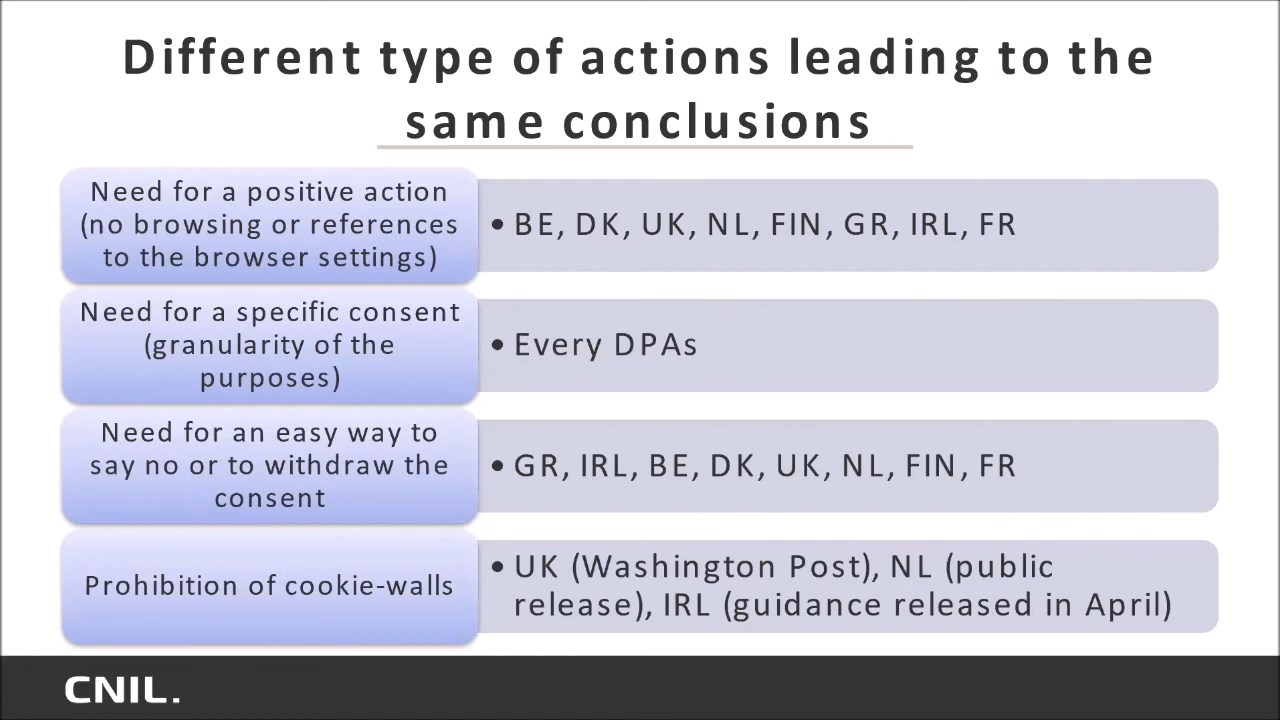 Different type of actions leading to the
same conclusions
Need for a positive action
(no browsing or references
to the browser settings)
• BE, DK, UK, NL, FIN, GR, IRL, FR
Need for a specific consent
(granularity of the
purposes)
• Every DPAs
Need for an easy way to
say no or to withdraw the
consent
• GR, IRL, BE, DK, UK, NL, FIN, FR
Prohibition of cookie-walls
• UK (Washington Post), NL (public
release), IRL (guidance released in April)
CNIL.